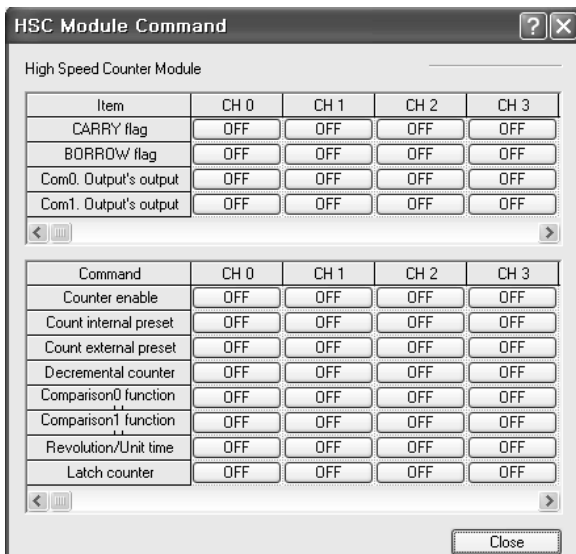 HSC Module Command
High Speed Counter Module
Item CH 0 CH 1 CH 2 CH 3
CARRY flag OFF OFF OFF OFF
BORROW flag OFF OFF OFF OFF
Com0. Output's output OFF OFF OFF OFF
Com1. Output's output OFF OFF OFF OFF
Command CH 0 CH 1 CH 2 CH 3
Counter enable OFF OFF OFF OFF
Count internal preset OFF OFF OFF OFF
Count external preset OFF OFF OFF OFF
Decremental counter OFF OFF OFF OFF
Comparison0 function OFF OFF OFF OFF
Comparison1 function OFF OFF OFF OFF
Revolution/Unit time OFF OFF OFF OFF
Latch counter OFF OFF OFF OFF
Close